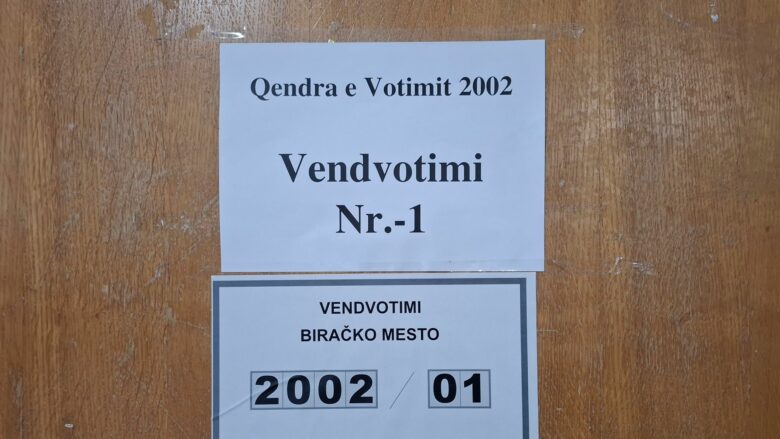 Qendra e Votimit 2002
Vendvotimi
Nr.-1
VENDVOTIMI
BIRAČKO MESTO
2002 / 01